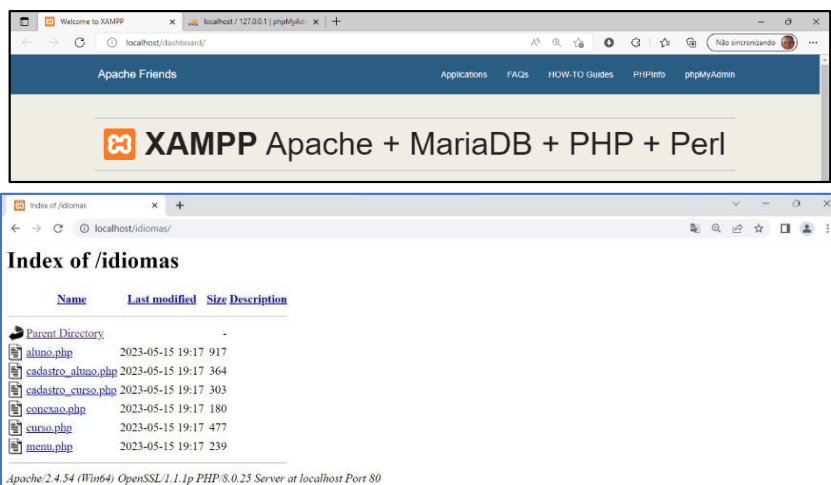 Welcome to XAMPP
localhost / 127.0.0.1 | phpMyAdm
localhost/dashboard/
Não sincronizando
Apache Friends
Applications FAQs HOW-TO Guides PHPInfo phpMyAdmin
XAMPP Apache + MariaDB + PHP + Perl
Index of /idiomas
localhost/idiomas/
Index of /idiomas
Name Last modified Size Description
Parent Directory -
aluno.php 2023-05-15 19:17 917
cadastro_aluno.php 2023-05-15 19:17 364
cadastro_curso.php 2023-05-15 19:17 303
conexao.php 2023-05-15 19:17 180
curso.php 2023-05-15 19:17 477
menu.php 2023-05-15 19:17 239
Apache/2.4.54 (Win64) OpenSSL/1.1.1p PHP/8.0.25 Server at localhost Port 80